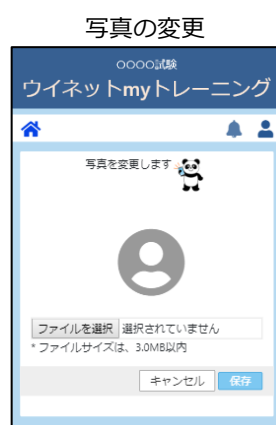 写真の変更
○○○○試験
ウイネットmyトレーニング
写真を変更します
ファイルを選択 選択されていません
* ファイルサイズは、3.0MB以内
キャンセル 保存